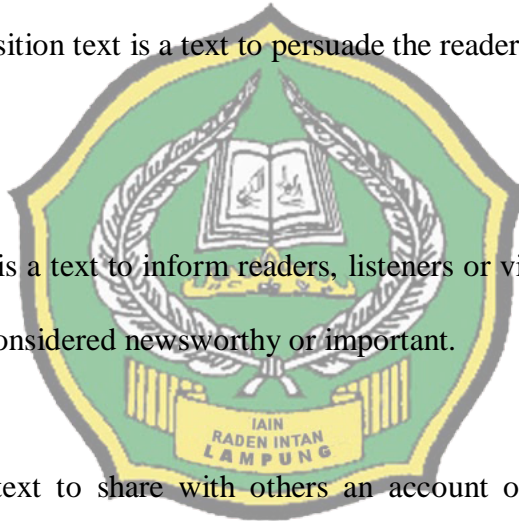 sition text is a text to persuade the reader
is a text to inform readers, listeners or vi
onsidered newsworthy or important.
IAIN
RADEN INTAN
LAMPUNG
text to share with others an account o